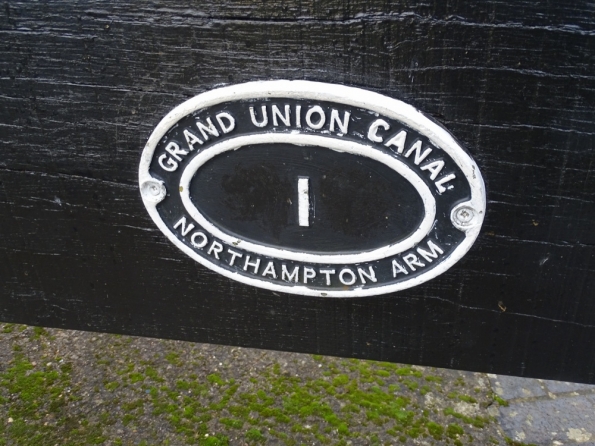 GRAND UNION CANAL
1
NORTHAMPTON ARM